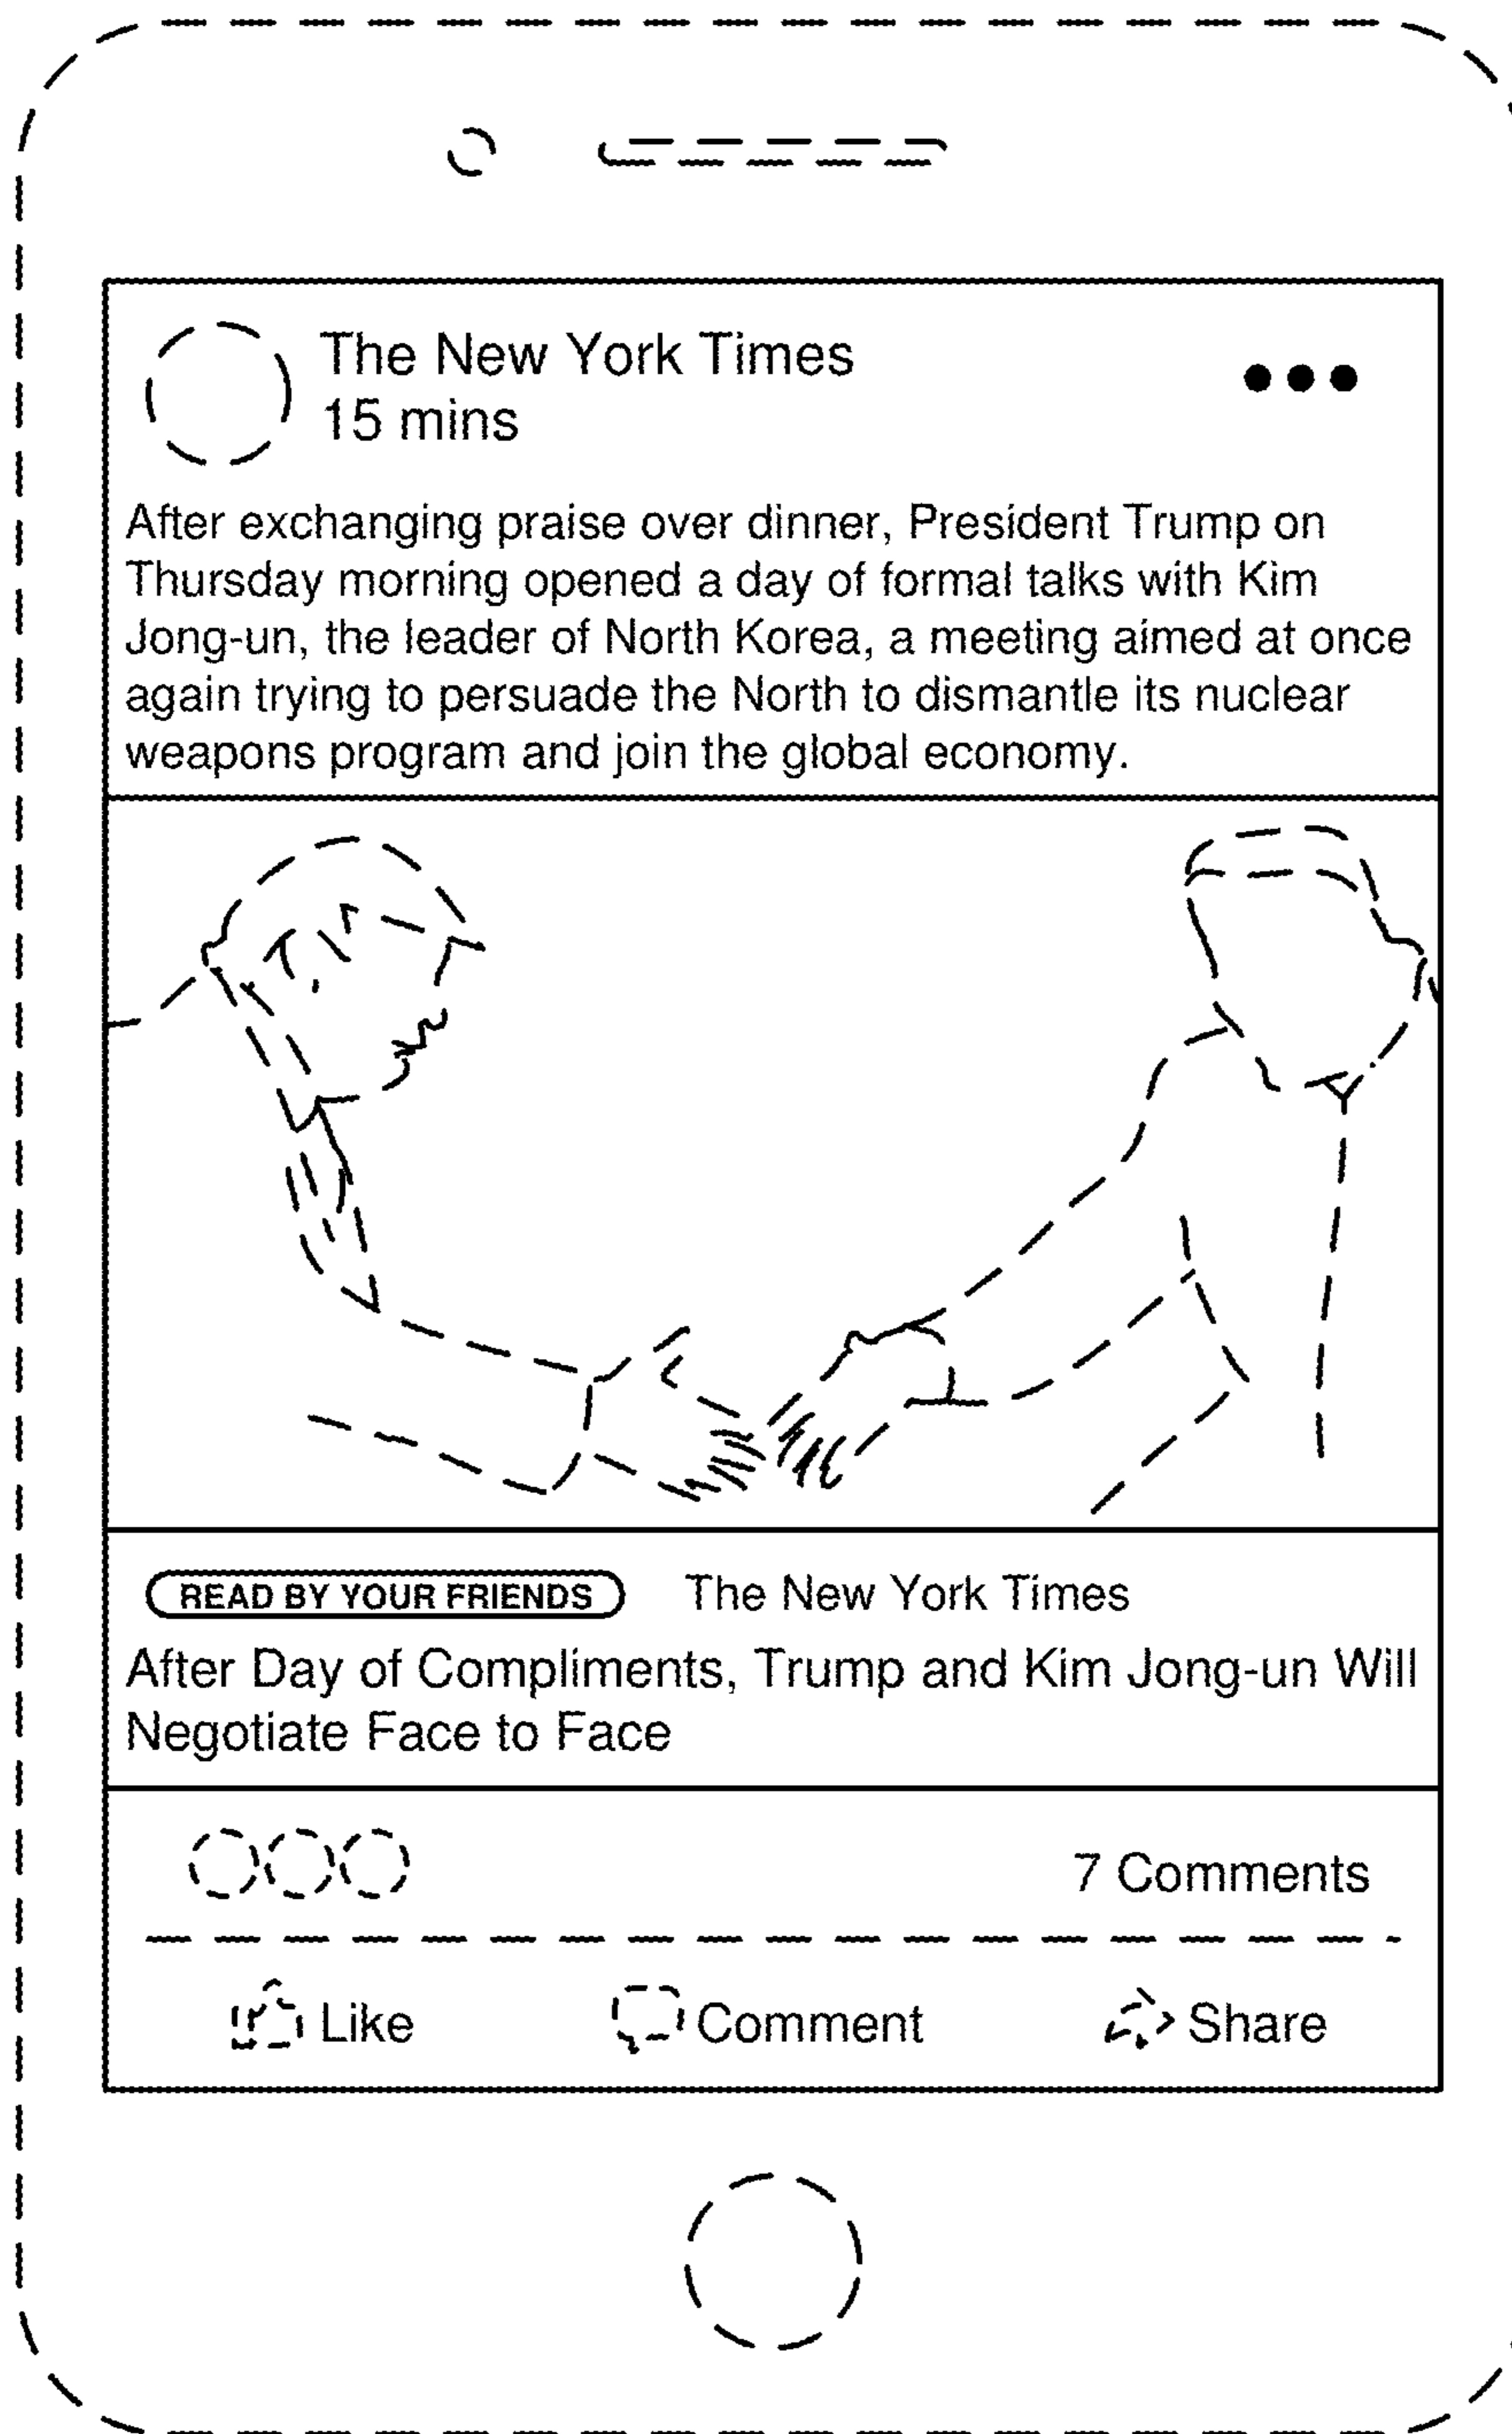 The New York Times
15 mins
After exchanging praise over dinner, President Trump on
Thursday morning opened a day of formal talks with Kim
Jong-un, the leader of North Korea, a meeting aimed at once
again trying to persuade the North to dismantle its nuclear
weapons program and join the global economy.
READ BY YOUR FRIENDS The New York Times
After Day of Compliments, Trump and Kim Jong-un Will
Negotiate Face to Face
7 Comments
Like Comment Share